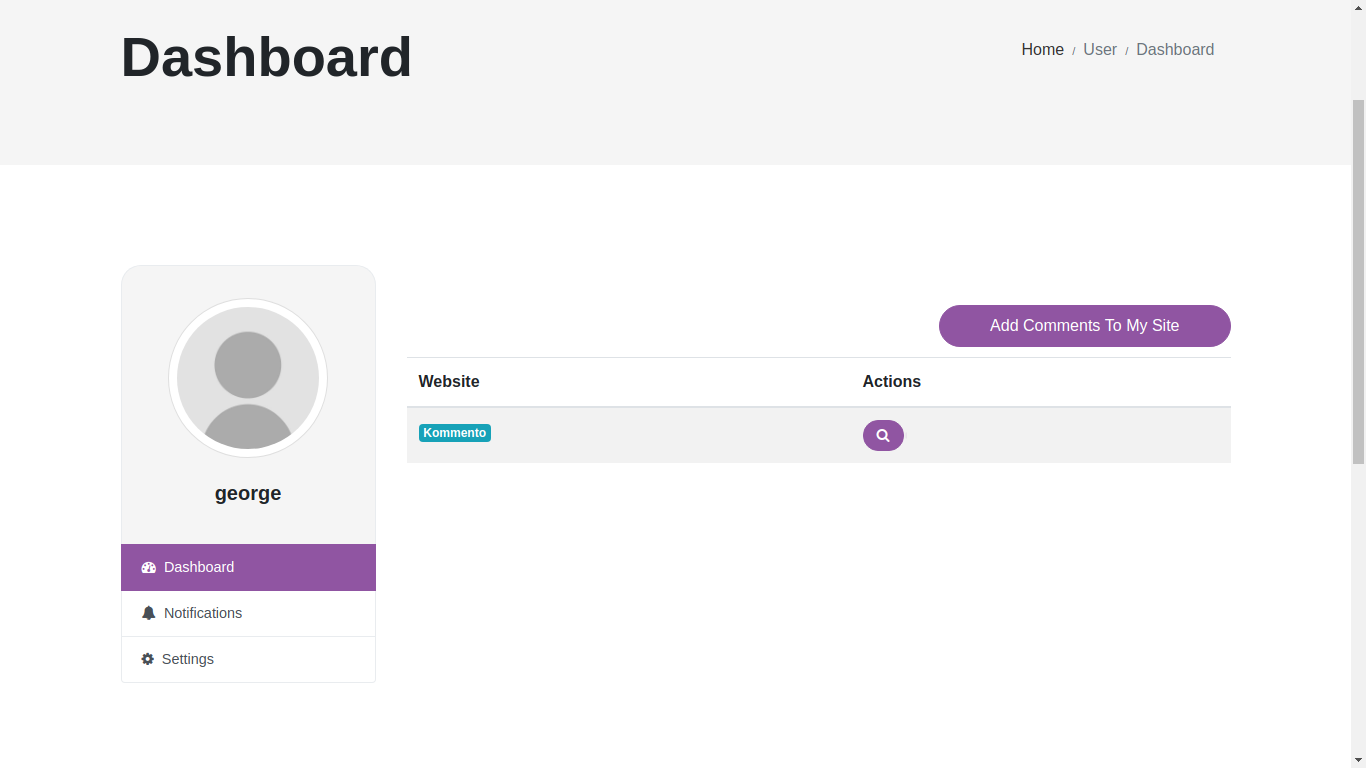 Dashboard
Home / User / Dashboard
george
Dashboard
Notifications
Settings
Add Comments To My Site
Website Actions
Kommento